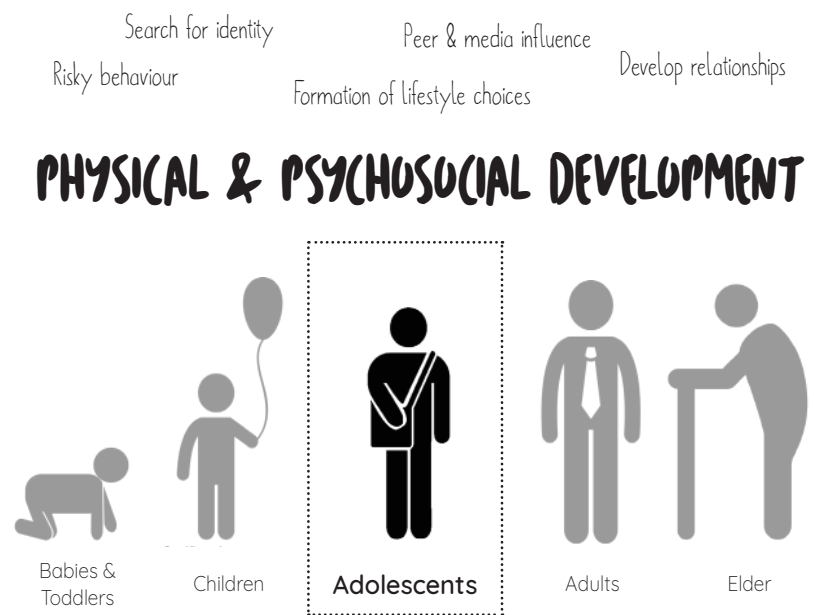 Search for identity
Peer & media influence
Risky behaviour
Develop relationships
Formation of lifestyle choices
PHYSICAL & PSYCHOSOCIAL DEVELOPMENT
Babies &
Toddlers
Children
Adolescents
Adults
Elder